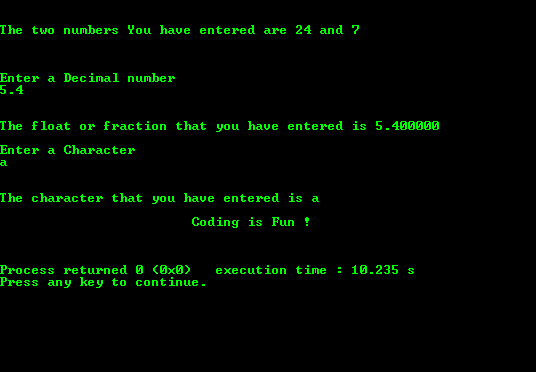 The two numbers You have entered are 24 and 7
Enter a Decimal number
5.4
The float or fraction that you have entered is 5.400000
Enter a Character
a
The character that you have entered is a
Coding is Fun !
Process returned 0 (0x0)   execution time : 10.235 s
Press any key to continue.